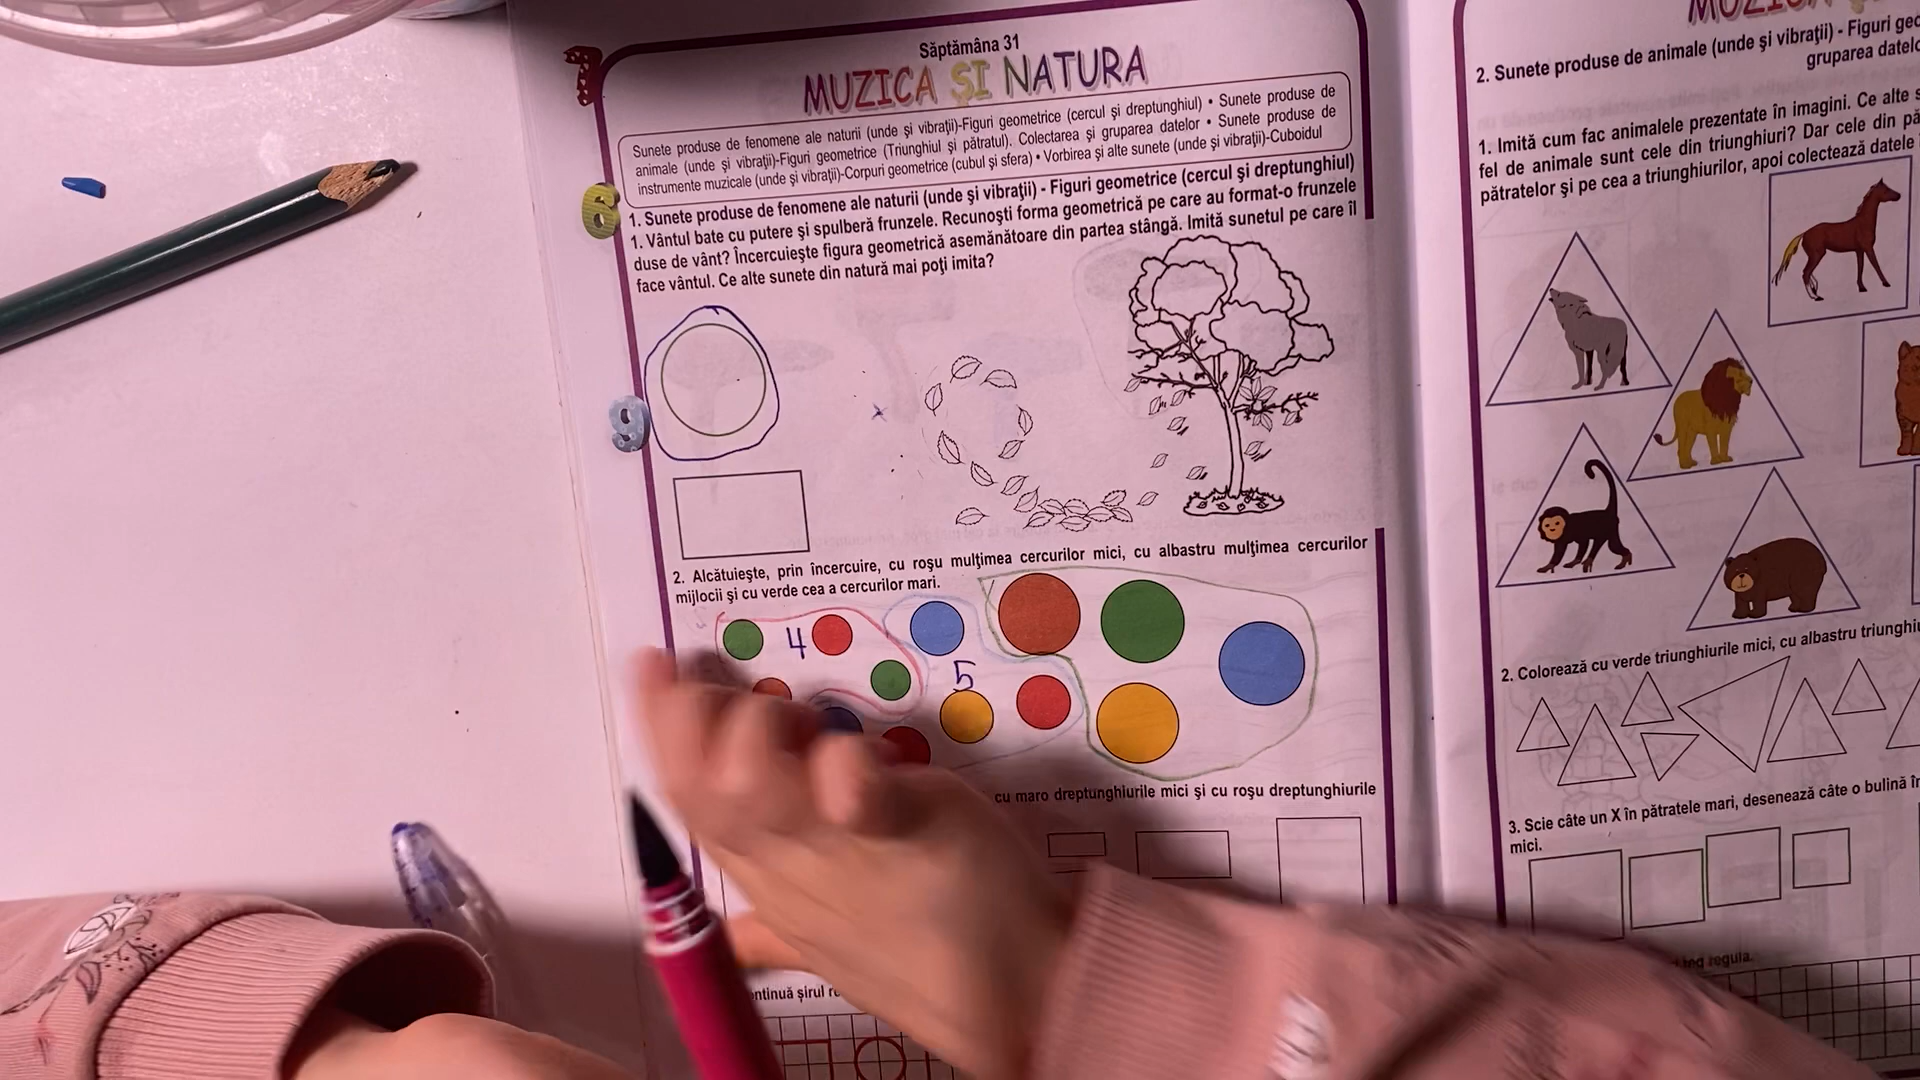 Săptămâna 31
MUZICA ŞI NATURA
Sunete produse de fenomene ale naturii (unde şi vibraţii)-Figuri geometrice (cercul şi dreptunghiul) • Sunete produse de
animale (unde şi vibraţii)-Figuri geometrice (Triunghiul şi pătratul). Colectarea şi gruparea datelor • Sunete produse de
instrumente muzicale (unde şi vibraţii)-Corpuri geometrice (cubul şi sfera) • Vorbirea şi alte sunete (unde şi vibraţii)-Cuboidul
1. Sunete produse de fenomene ale naturii (unde şi vibraţii) - Figuri geometrice (cercul şi dreptunghiul)
1. Vântul bate cu putere şi spulberă frunzele. Recunoşti forma geometrică pe care au format-o frunzele
duse de vânt? Încercuieşte figura geometrică asemănătoare din partea stângă. Imită sunetul pe care îl
face vântul. Ce alte sunete din natură mai poţi imita?
6
9
2. Alcătuieşte, prin încercuire, cu roşu mulţimea cercurilor mici, cu albastru mulţimea cercurilor
mijlocii şi cu verde cea a cercurilor mari.
4
5
cu maro dreptunghiurile mici şi cu roşu dreptunghiurile
ntinuă şirul
2. Sunete produse de animale (unde şi vibraţii) - Figuri
gruparea
1. Imită cum fac animalele prezentate în imagini. Ce alte
fel de animale sunt cele din triunghiuri? Dar cele din
pătratelor şi pe cea a triunghiurilor, apoi colectează datele
2. Colorează cu verde triunghiurile mici, cu albastru
3. Scie câte un X în pătratele mari, desenează câte o bulină
mici.
regula.